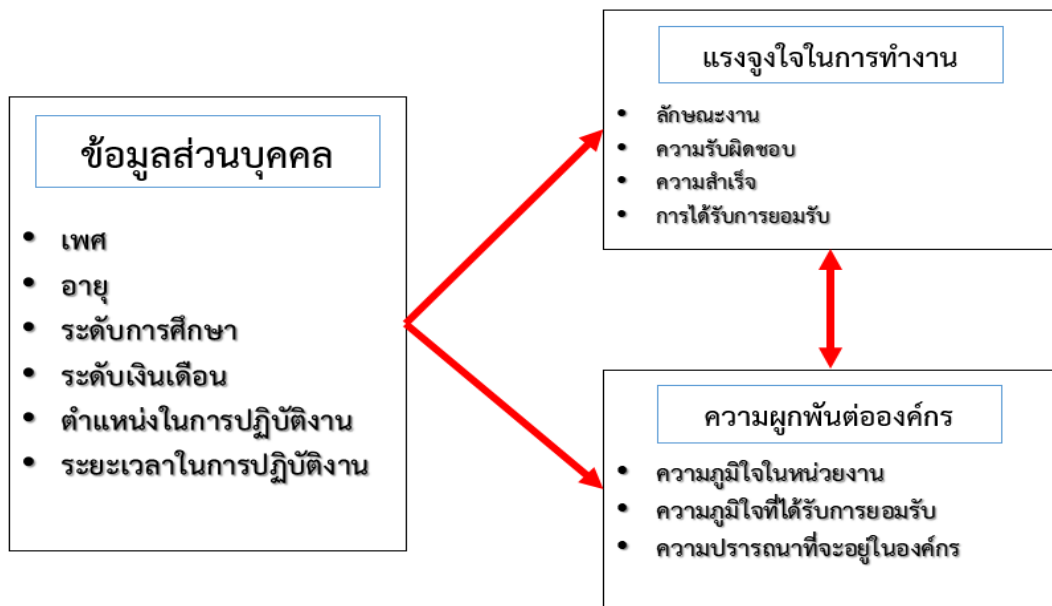 ข้อมูลส่วนบุคคล
• เพศ
• อายุ
• ระดับการศึกษา
• ระดับเงินเดือน
• ตำแหน่งในการปฏิบัติงาน
• ระยะเวลาในการปฏิบัติงาน
แรงจูงใจในการทำงาน
• ลักษณะงาน
• ความรับผิดชอบ
• ความสำเร็จ
• การได้รับการยอมรับ
ความผูกพันต่อองค์กร
• ความภูมิใจในหน่วยงาน
• ความภูมิใจที่ได้รับการยอมรับ
• ความปรารถนาที่จะอยู่ในองค์กร